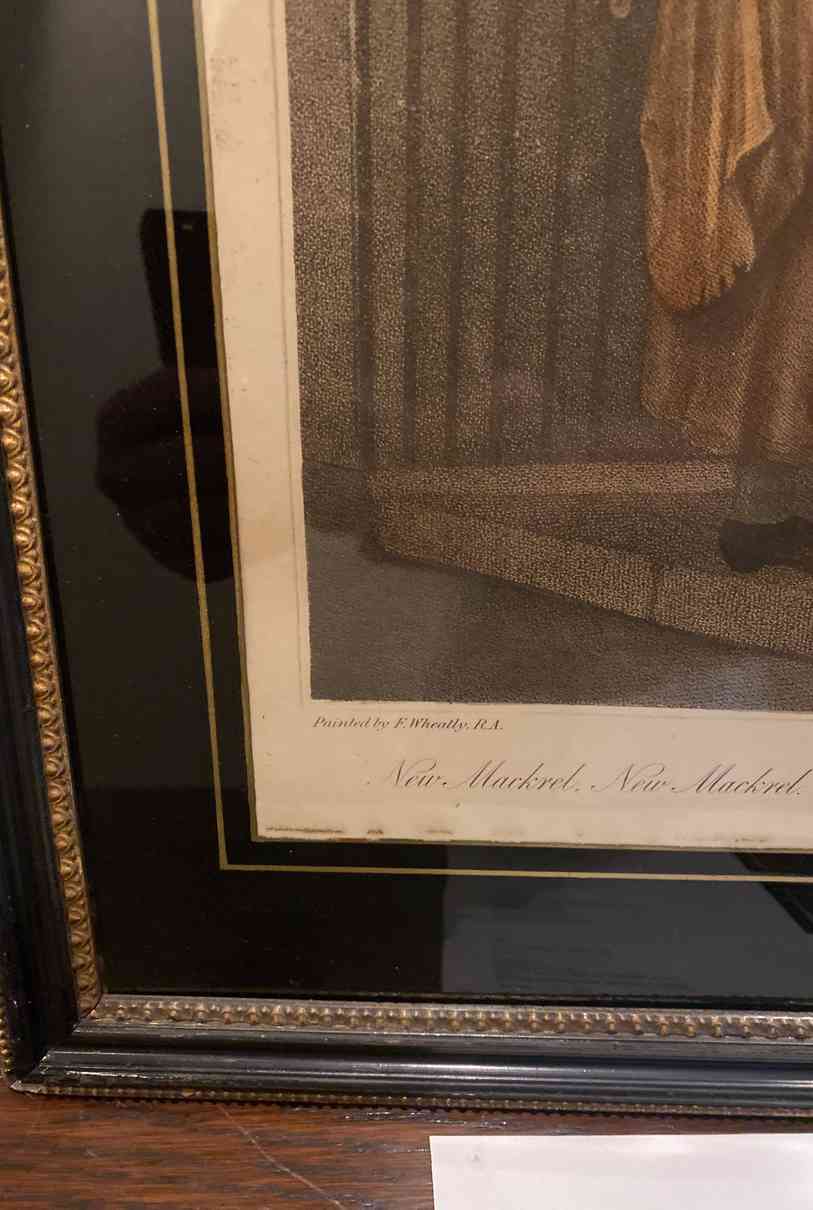 Painted by F. Wheatly, R.A.
New Mackrel, New Mackrel.